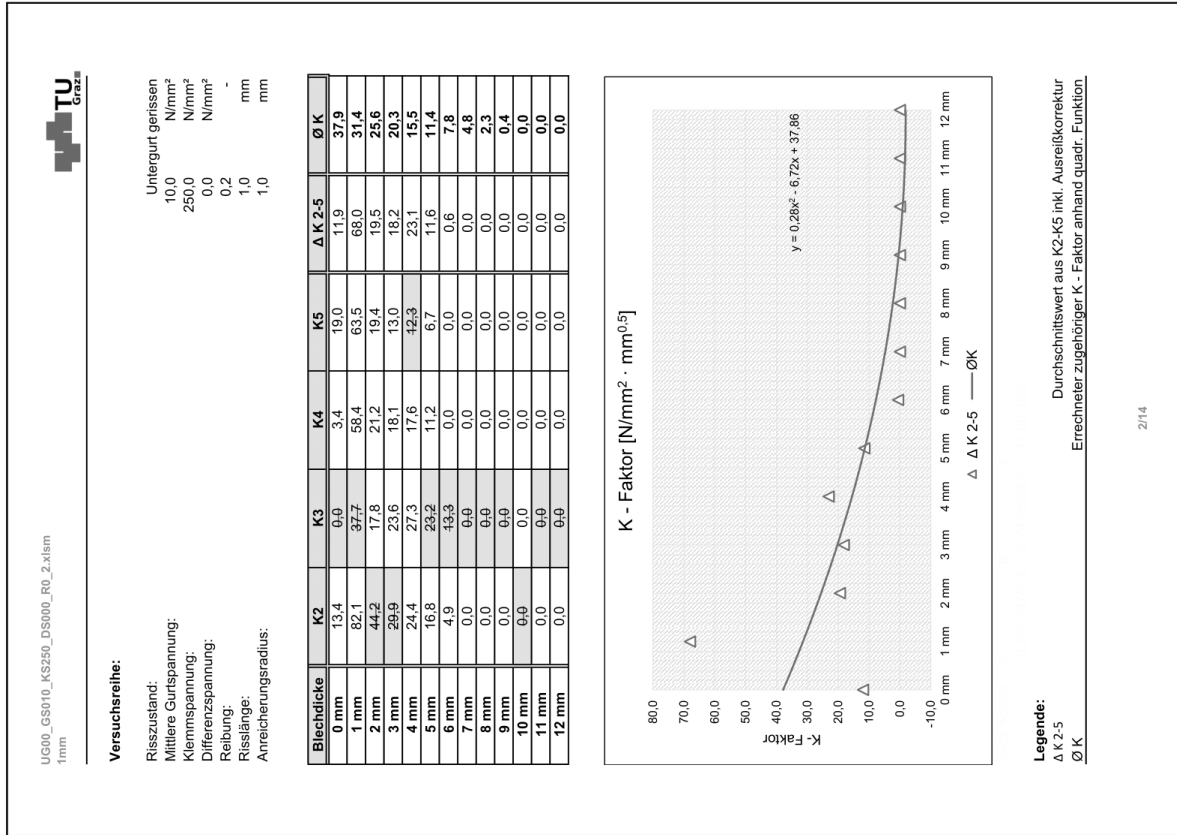 UG00_GS010_KS250_DS000_R0_2.xlsm
1mm
TU
Graz
Versuchsreihe:
Risszustand: Untergurt gerissen
Mittlere Gurtspannung: 10,0 N/mm²
Klemmspannung: 250,0 N/mm²
Differenzspannung: 0,0 N/mm²
Reibung: 0,2 -
Risslänge: 1,0 mm
Anreicherungsradius: 1,0 mm
Blechdicke K2 K3 K4 K5 Δ K 2-5 Ø K
0 mm 13,4 0,0 3,4 19,0 11,9 37,9
1 mm 82,1 37,7 58,4 63,5 68,0 31,4
2 mm 44,2 17,8 21,2 19,4 19,5 25,6
3 mm 29,9 23,6 18,1 13,0 18,2 20,3
4 mm 24,4 27,3 17,6 12,3 23,1 15,5
5 mm 16,8 23,2 11,2 6,7 11,6 11,4
6 mm 4,9 13,3 0,0 0,0 0,6 7,8
7 mm 0,0 0,0 0,0 0,0 0,0 4,8
8 mm 0,0 0,0 0,0 0,0 0,0 2,3
9 mm 0,0 0,0 0,0 0,0 0,0 0,4
10 mm 0,0 0,0 0,0 0,0 0,0 0,0
11 mm 0,0 0,0 0,0 0,0 0,0 0,0
12 mm 0,0 0,0 0,0 0,0 0,0 0,0
K - Faktor [N/mm² · mm⁰,⁵]
80,0
70,0
60,0
50,0
40,0
30,0
20,0
10,0
0,0
-10,0
K- Faktor
y = 0,28x² - 6,72x + 37,86
0 mm 1 mm 2 mm 3 mm 4 mm 5 mm 6 mm 7 mm 8 mm 9 mm 10 mm 11 mm 12 mm
Δ K 2-5 ØK
Legende:
Δ K 2-5 Durchschnittswert aus K2-K5 inkl. Ausreißkorrektur
Ø K Errechneter zugehöriger K - Faktor anhand quadr. Funktion
2/14